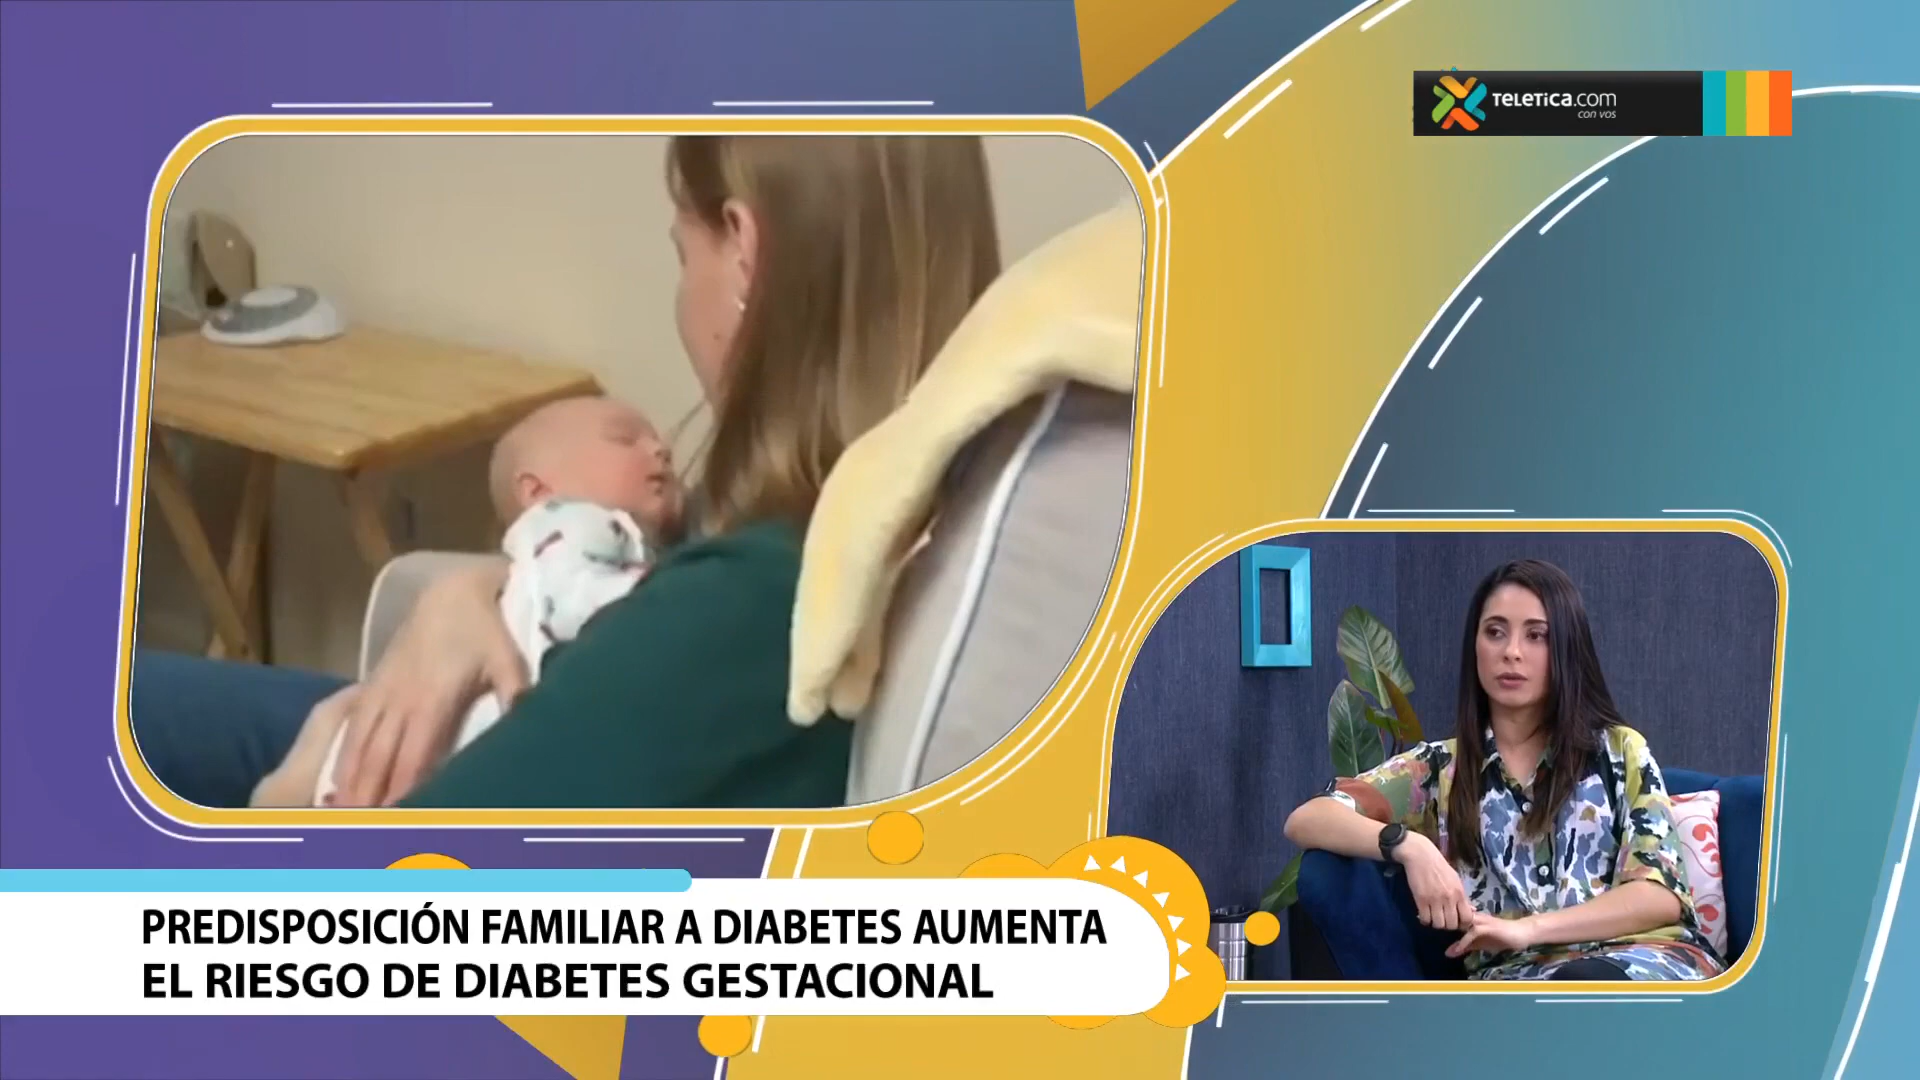 TELETICA.com
con vos
PREDISPOSICIÓN FAMILIAR A DIABETES AUMENTA
EL RIESGO DE DIABETES GESTACIONAL